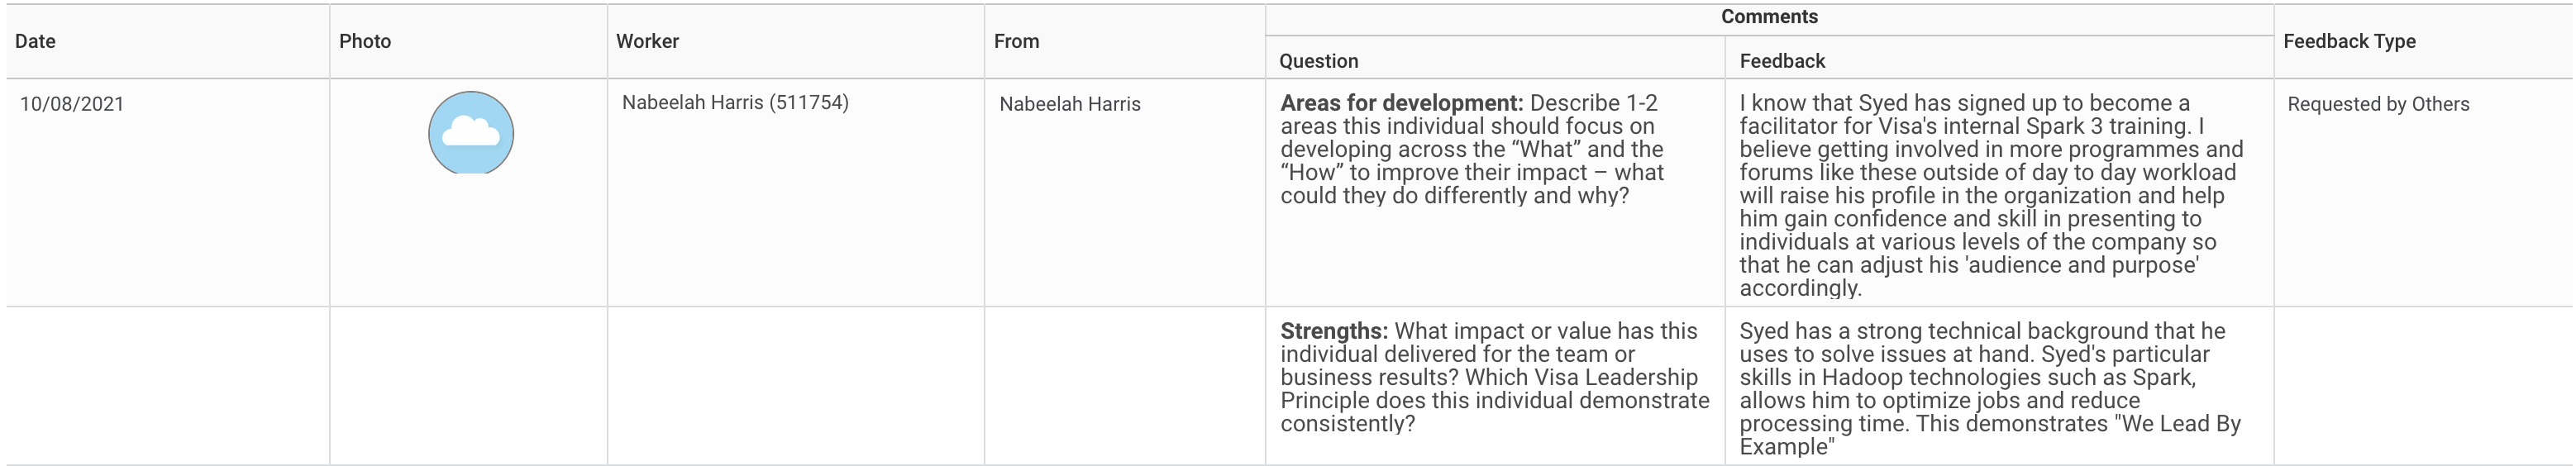 Date
Photo
Worker
From
Comments
Question
Feedback
Feedback Type
10/08/2021
Nabeelah Harris (511754)
Nabeelah Harris
Areas for development: Describe 1-2
areas this individual should focus on
developing across the “What” and the
“How” to improve their impact – what
could they do differently and why?
I know that Syed has signed up to become a
facilitator for Visa's internal Spark 3 training. I
believe getting involved in more programmes and
forums like these outside of day to day workload
will raise his profile in the organization and help
him gain confidence and skill in presenting to
individuals at various levels of the company so
that he can adjust his 'audience and purpose'
accordingly.
Requested by Others
Strengths: What impact or value has this
individual delivered for the team or
business results? Which Visa Leadership
Principle does this individual demonstrate
consistently?
Syed has a strong technical background that he
uses to solve issues at hand. Syed's particular
skills in Hadoop technologies such as Spark,
allows him to optimize jobs and reduce
processing time. This demonstrates "We Lead By
Example"